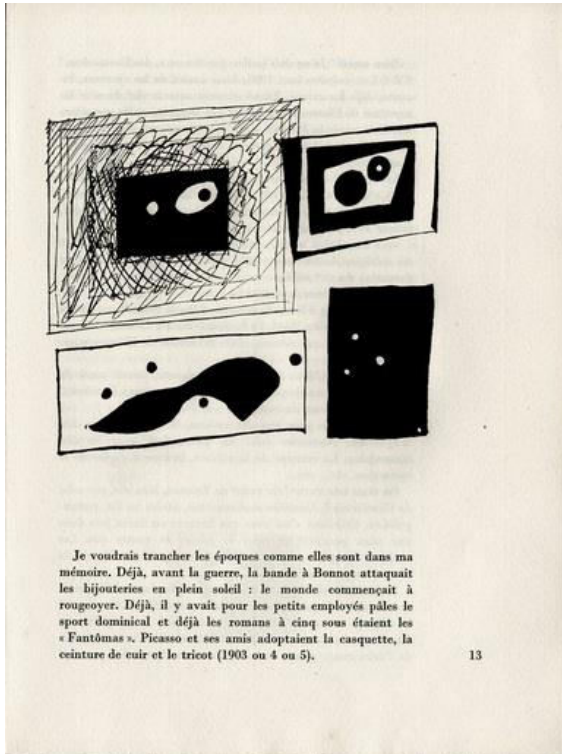 Je voudrais trancher les époques comme elles sont dans ma
mémoire. Déjà, avant la guerre, la bande à Bonnot attaquait
les bijouteries en plein soleil : le monde commençait à
rougeoyer. Déjà, il y avait pour les petits employés pâles le
sport dominical et déjà les romans à cinq sous étaient les
« Fantômas ». Picasso et ses amis adoptaient la casquette, la
ceinture de cuir et le tricot (1903 ou 4 ou 5).
13